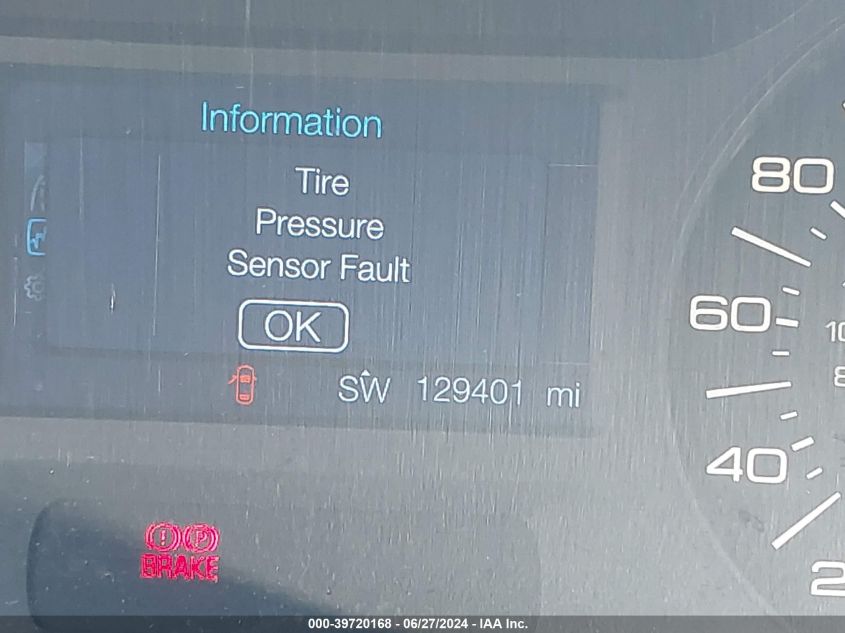 Information
Tire
Pressure
Sensor Fault
OK
SW 129401 mi
80
60
40
BRAKE
000-39720168 - 06/27/2024 - IAA Inc.